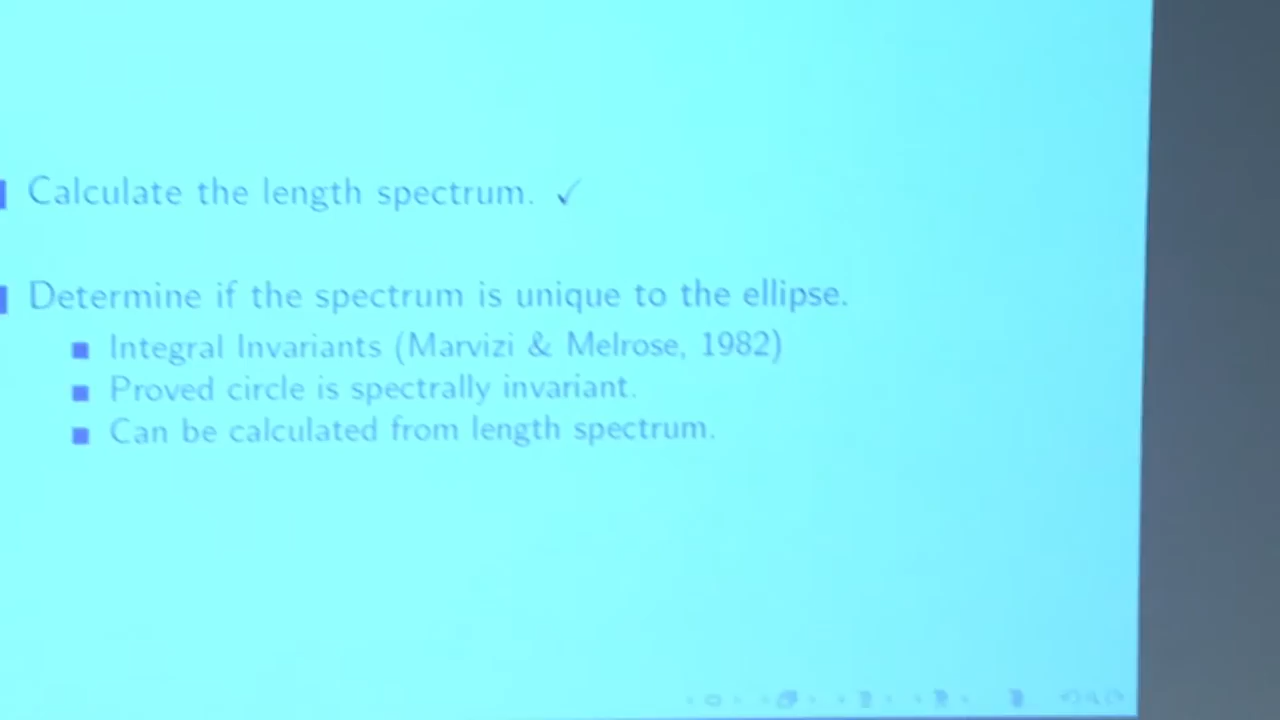 Calculate the length spectrum. ✓
Determine if the spectrum is unique to the ellipse.
Integral Invariants (Marvizi & Melrose, 1982)
Proved circle is spectrally invariant.
Can be calculated from length spectrum.